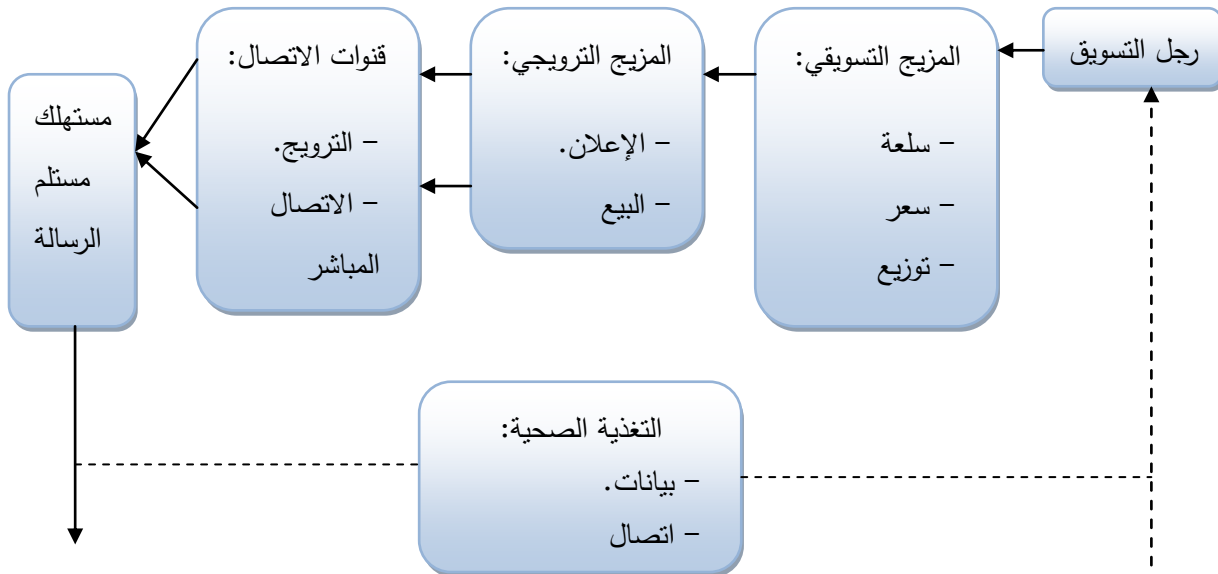 رجل التسويق
المزيج التسويقي:
- سلعة
- سعر
- توزيع
المزيج الترويجي:
- الإعلان.
- البيع
قنوات الاتصال:
- الترويج.
- الاتصال
المباشر
مستهلك
مستلم
الرسالة
التغذية الصحية:
- بيانات.
- اتصال